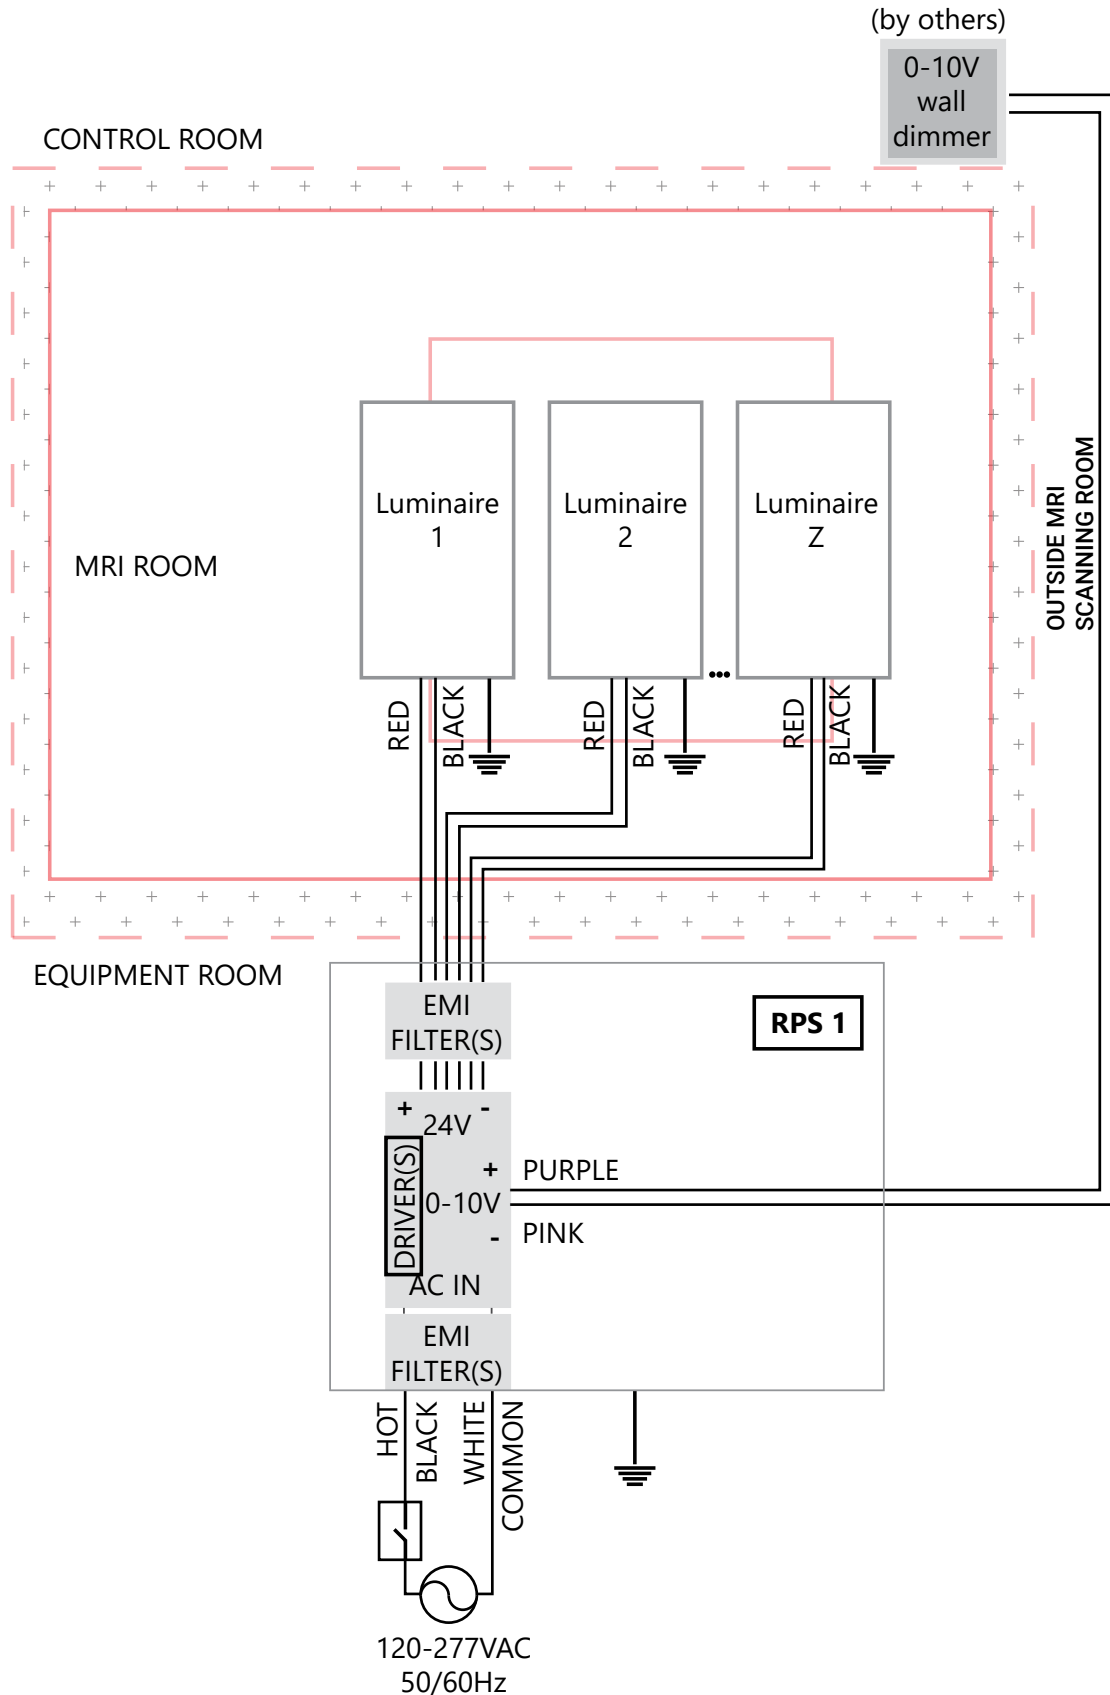 (by others)
0-10V
wall
dimmer
CONTROL ROOM
Luminaire
1
Luminaire
2
Luminaire
Z
MRI ROOM
OUTSIDE MRI
SCANNING ROOM
RED
BLACK
RED
BLACK
RED
BLACK
EQUIPMENT ROOM
EMI
FILTER(S)
RPS 1
+ 24V -
DRIVER(S)
+ PURPLE
0-10V
- PINK
AC IN
EMI
FILTER(S)
HOT
BLACK
WHITE
COMMON
120-277VAC
50/60Hz